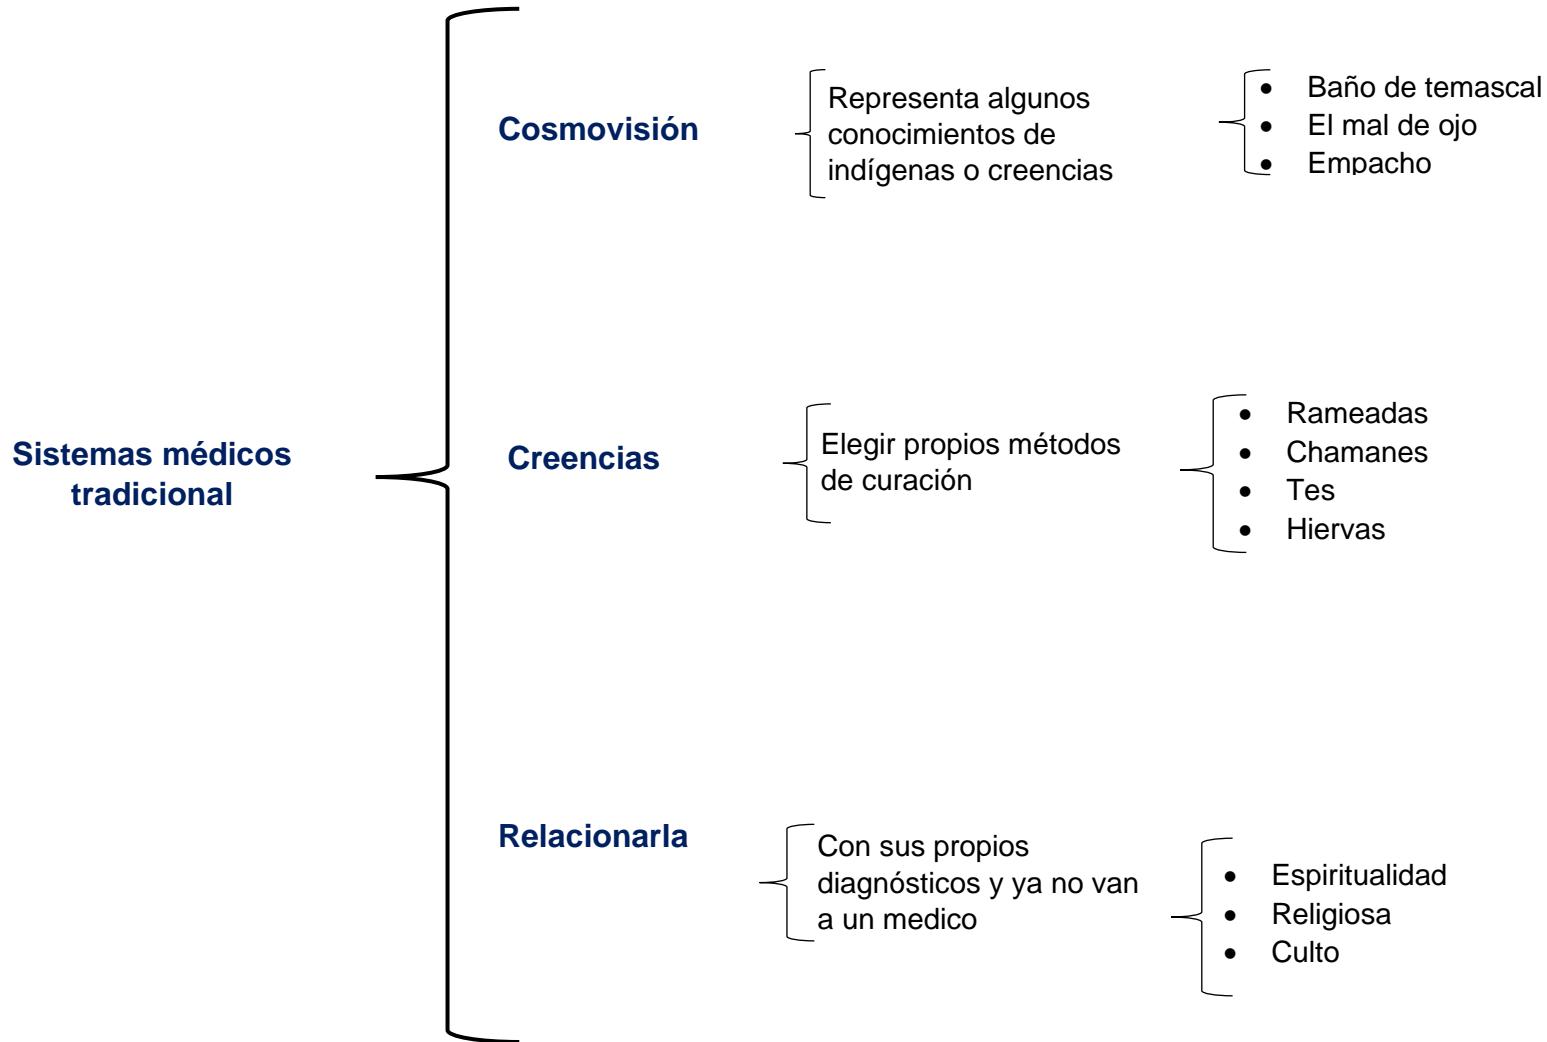 Sistemas médicos
tradicional
Cosmovisión
Representa algunos
conocimientos de
indígenas o creencias
• Baño de temascal
• El mal de ojo
• Empacho
Creencias
Elegir propios métodos
de curación
• Rameadas
• Chamanes
• Tes
• Hiervas
Relacionarla
Con sus propios
diagnósticos y ya no van
a un medico
• Espiritualidad
• Religiosa
• Culto